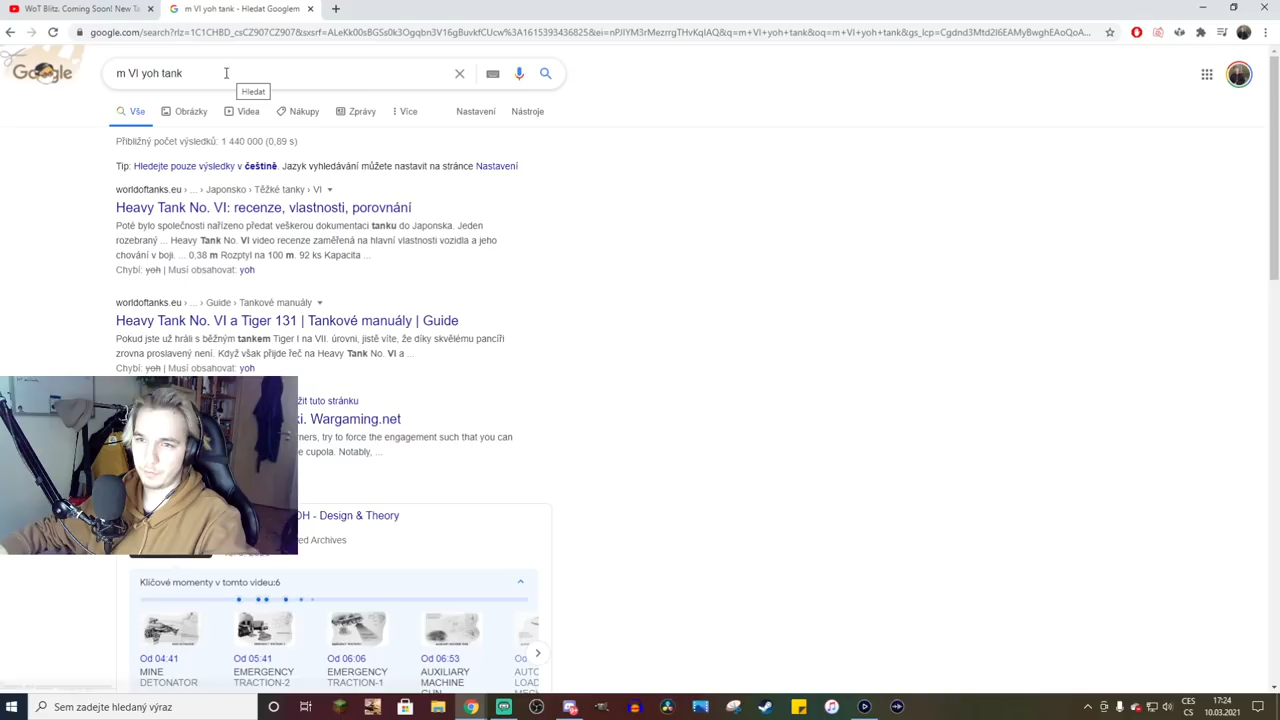 WoT Blitz. Coming Soon! New Ta
m VI yoh tank - Hledat Googlem
google.com/search?rlz=1C1CHBD_csCZ907CZ907&sxsrf=ALeKk00sBGSs0k3Ogqbn3V16gBuvkfCUcw%3A1615393436825&ei=nPJIYM3rMezrrgTHvKqIAQ&q=m+VI+yoh+tank&oq=m+VI+yoh+tank&gs_lcp=Cgdnd3Mtd2l6EAMyBwghEAoQoA...
Google
m VI yoh tank
Hledat
Vše Obrázky Videa Nákupy Zprávy Více Nastavení Nástroje
Přibližný počet výsledků: 1 440 000 (0,89 s)
Tip: Hledejte pouze výsledky v češtině. Jazyk vyhledávání můžete nastavit na stránce Nastavení
worldoftanks.eu › ... › Japonsko › Těžké tanky › VI
Heavy Tank No. VI: recenze, vlastnosti, porovnání
Poté bylo společnosti nařízeno předat veškerou dokumentaci tanku do Japonska. Jeden
rozebraný ... Heavy Tank No. VI video recenze zaměřená na hlavní vlastnosti vozidla a jeho
chování v boji. ... 0,38 m Rozptyl na 100 m. 92 ks Kapacita ...
Chybí: yoh | Musí obsahovat: yoh
worldoftanks.eu › ... › Guide › Tankové manuály
Heavy Tank No. VI a Tiger 131 | Tankové manuály | Guide
Pokud jste už hráli s běžným tankem Tiger I na VII. úrovni, jistě víte, že díky skvělému pancíři
zrovna proslavený není. Když však přijde řeč na Heavy Tank No. VI a ...
Chybí: yoh | Musí obsahovat: yoh
žit tuto stránku
ki. Wargaming.net
rners, try to force the engagement such that you can
e cupola. Notably, ...
OH - Design & Theory
ed Archives
Klíčové momenty v tomto videu:6
Od 04:41 Od 05:41 Od 06:06 Od 06:53
MINE DETONATOR
EMERGENCY TRACTION-2
EMERGENCY TRACTION-1
AUXILIARY MACHINE
Sem zadejte hledaný výraz
CES
17:24
CS
10.03.2021